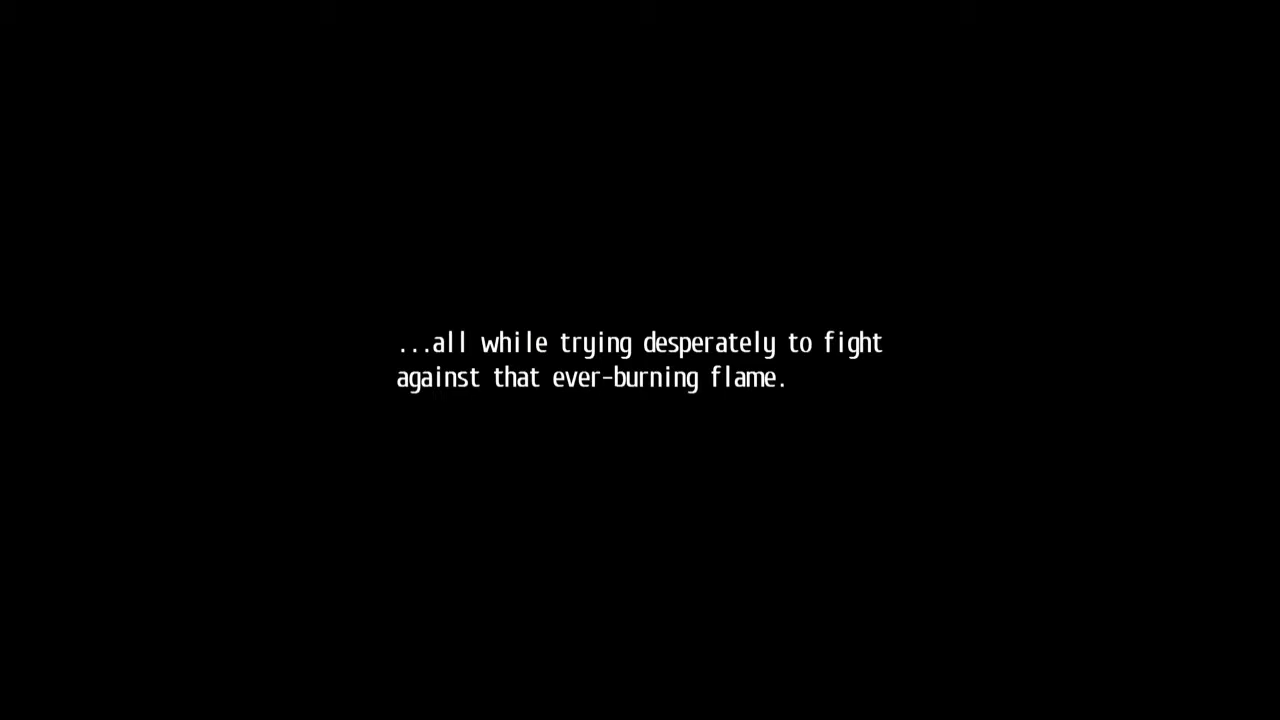 ...all while trying desperately to fight
against that ever-burning flame.